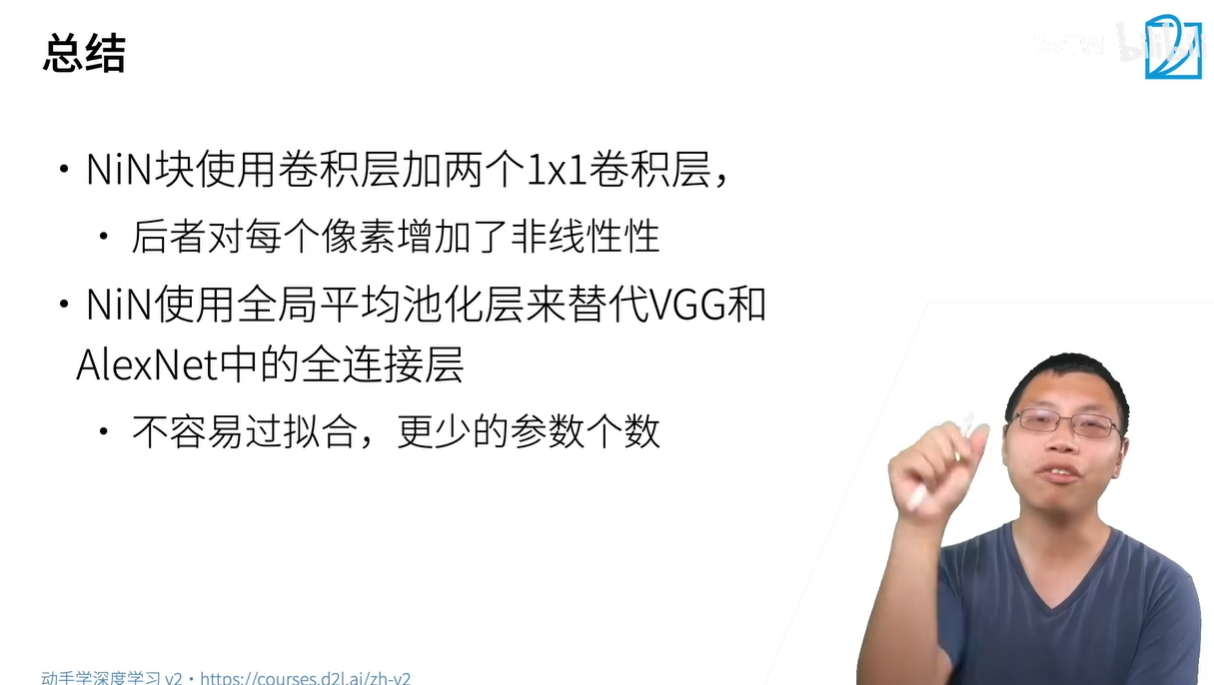 总结
• NiN块使用卷积层加两个1x1卷积层，
• 后者对每个像素增加了非线性性
• NiN使用全局平均池化层来替代VGG和
AlexNet中的全连接层
• 不容易过拟合，更少的参数个数
动手学深度学习 v2 • https://courses.d2l.ai/zh-v2